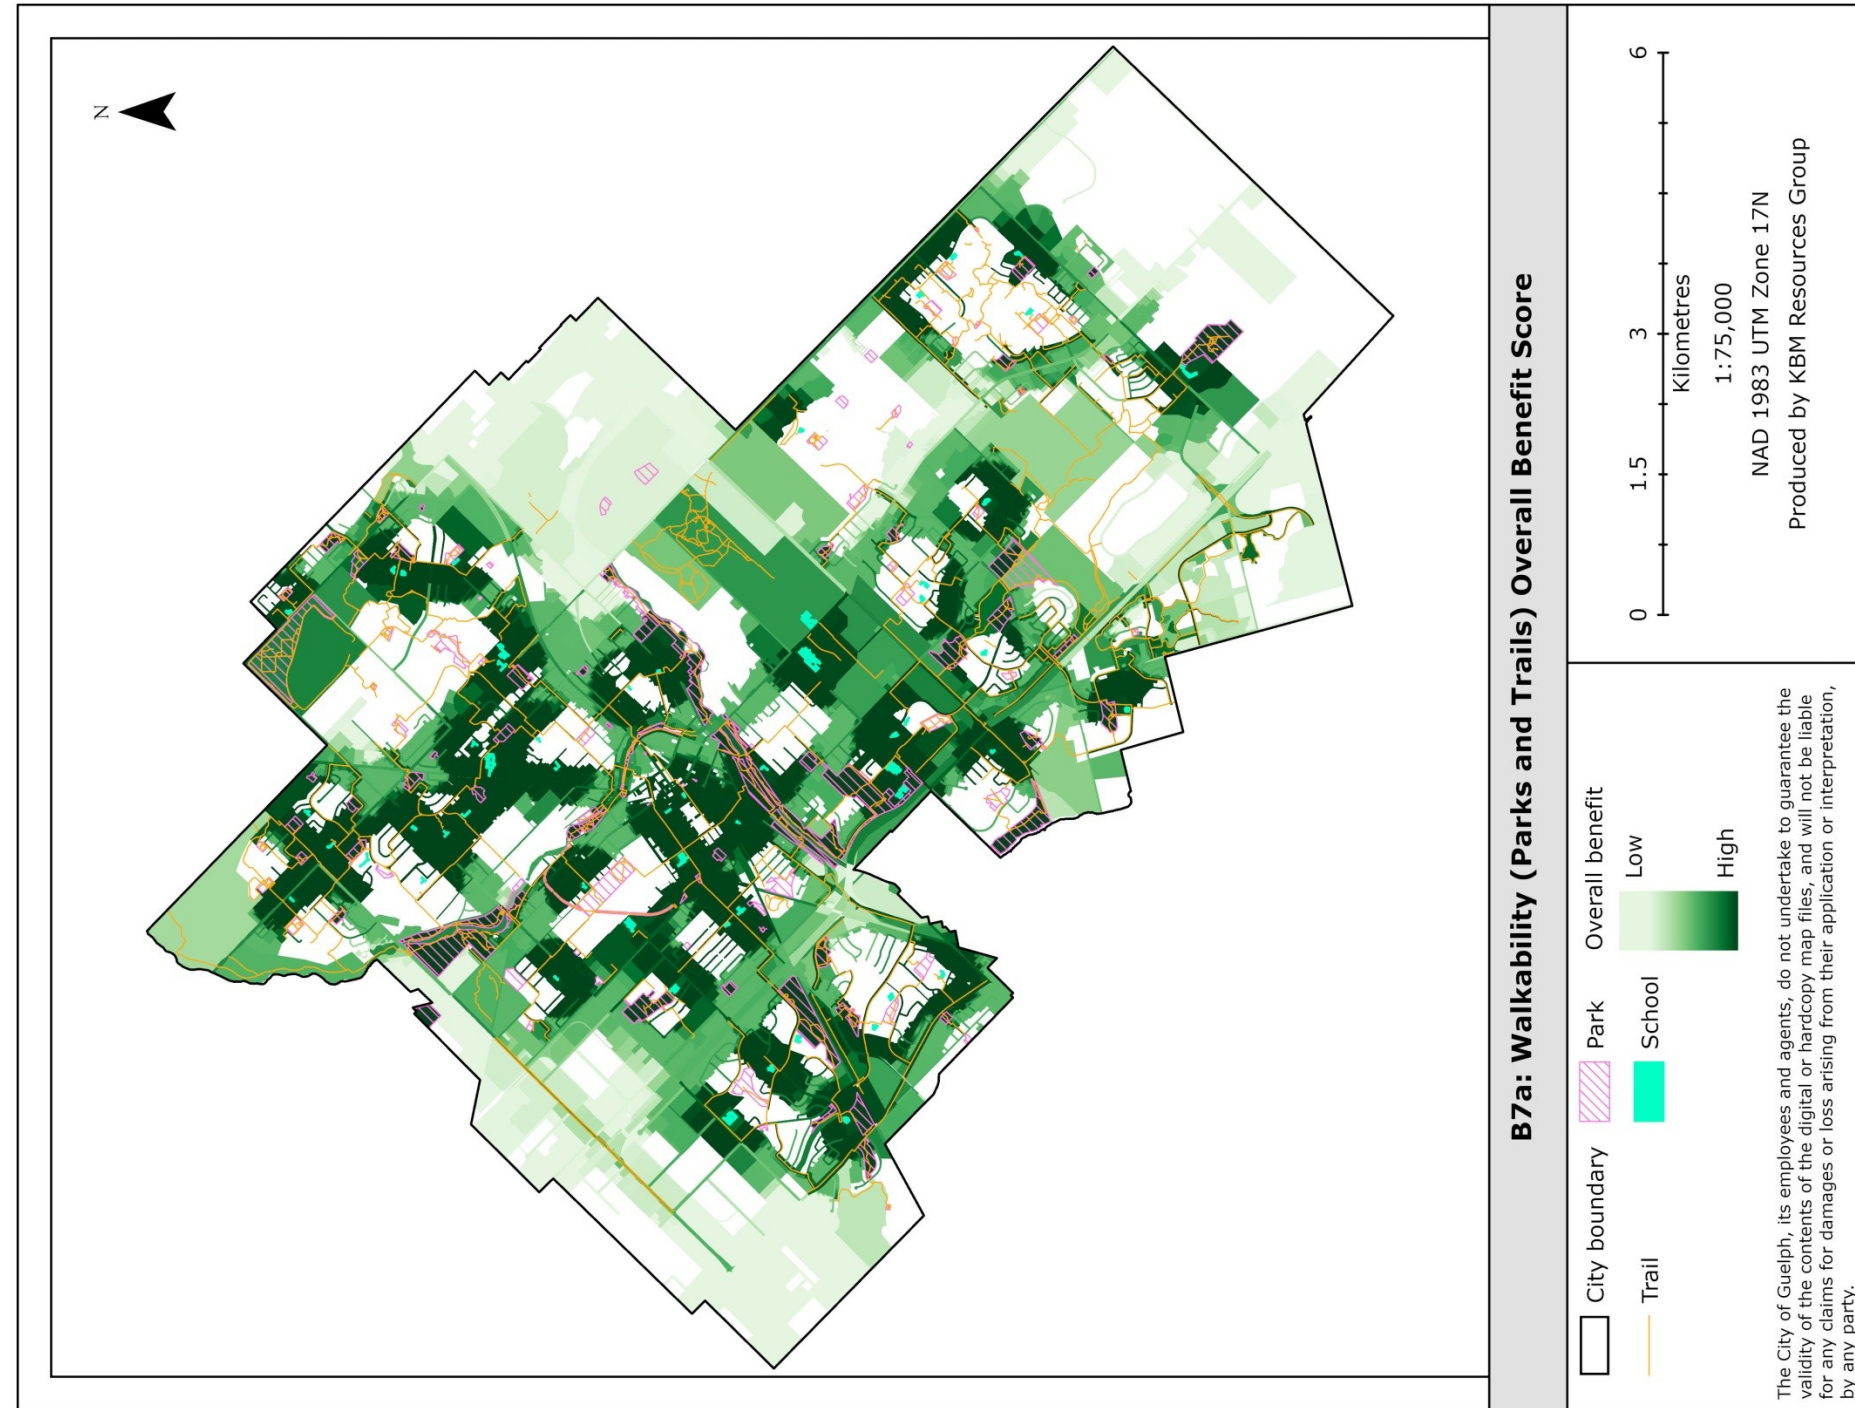 N
B7a: Walkability (Parks and Trails) Overall Benefit Score
City boundary
Park
Overall benefit
Trail
School
Low
High
0 1.5 3 6
Kilometres
1:75,000
NAD 1983 UTM Zone 17N
Produced by KBM Resources Group
The City of Guelph, its employees and agents, do not undertake to guarantee the
validity of the contents of the digital or hardcopy map files, and will not be liable
for any claims for damages or loss arising from their application or interpretation,
by any party.